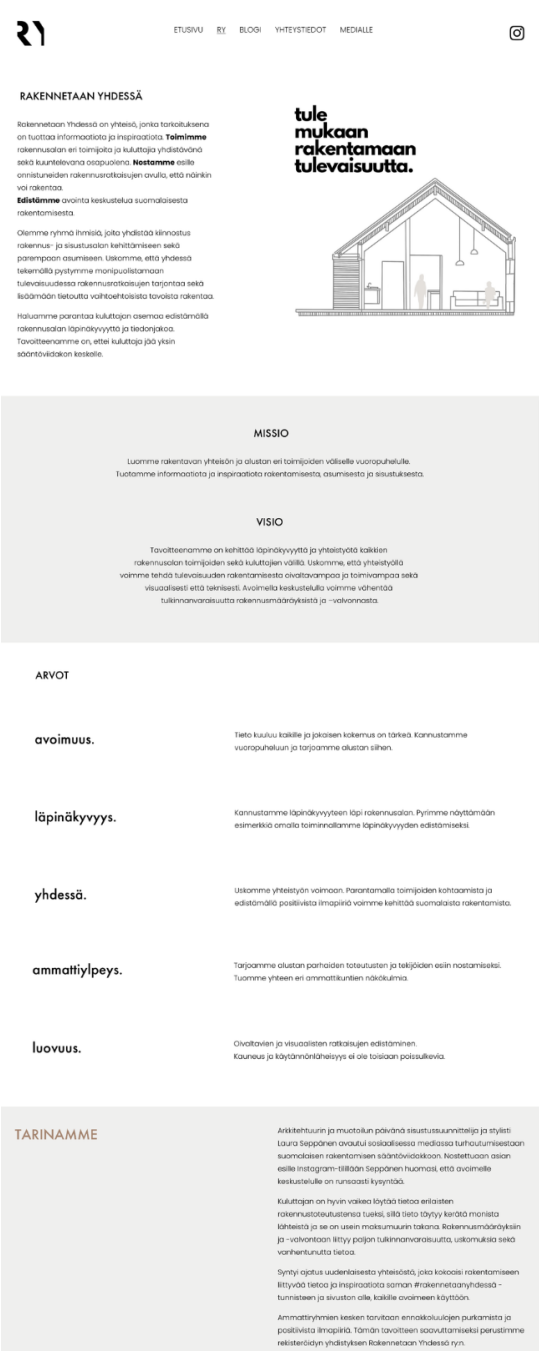 RY
ETUSIVU RY BLOGI YHTEYSTIEDOT MEDIALLE
RAKENNETAAN YHDESSÄ
Rakennetaan Yhdessä on yhteisö, jonka tarkoituksena
on tuottaa informaatiota ja inspiraatiota. Toimimme
rakennusalan eri toimijoita ja kuluttajia yhdistävänä
sekä kuuntelevana osapuolena. Nostamme esille
onnistuneiden rakennusratkaisujen avulla, että näinkin
voi rakentaa.
Edistämme avointa keskustelua suomalaisesta
rakentamisesta.
Olemme ryhmä ihmisiä, joita yhdistää kiinnostus
rakennus- ja sisustusalan kehittämiseen sekä
parempaan asumiseen. Uskomme, että yhdessä
tekemällä pystymme monipuolistamaan
tulevaisuudessa rakennusratkaisujen tarjontaa sekä
lisäämään tietoutta vaihtoehtoisista tavoista rakentaa.
Haluamme parantaa kuluttajan asemaa edistämällä
rakennusalan läpinäkyvyyttä ja tiedonjakoa.
Tavoitteenamme on, ettei kuluttaja jää yksin
sääntöviidakon keskelle.
tule
mukaan
rakentamaan
tulevaisuutta.
MISSIO
Luomme rakentavan yhteisön ja alustan eri toimijoiden väliselle vuoropuhelulle.
Tuotamme informaatiota ja inspiraatiota rakentamisesta, asumisesta ja sisustuksesta.
VISIO
Tavoitteenamme on kehittää läpinäkyvyyttä ja yhteistyötä kaikkien
rakennusalan toimijoiden sekä kuluttajien välillä. Uskomme, että yhteistyöllä
voimme tehdä tulevaisuuden rakentamisesta oivaltavampaa ja toimivampaa sekä
visuaalisesti että teknisesti. Avoimella keskustelulla voimme vähentää
tulkinnanvaraisuutta rakennusmääräyksistä ja -valvonnasta.
ARVOT
avoimuus.
Tieto kuuluu kaikille ja jokaisen kokemus on tärkeä. Kannustamme
vuoropuheluun ja tarjoamme alustan siihen.
läpinäkyvyys.
Kannustamme läpinäkyvyyteen läpi rakennusalan. Pyrimme näyttämään
esimerkkiä omalla toiminnallamme läpinäkyvyyden edistämiseksi.
yhdessä.
Uskomme yhteistyön voimaan. Parantamalla toimijoiden kohtaamista ja
edistämällä positiivista ilmapiiriä voimme kehittää suomalaista rakentamista.
ammattiylpeys.
Tarjoamme alustan parhaiden toteutusten ja tekijöiden esiin nostamiseksi.
Tuomme yhteen eri ammattikuntien näkökulmia.
luovuus.
Oivaltavien ja visuaalisten ratkaisujen edistäminen.
Kauneus ja käytännönläheisyys ei ole toisiaan poissulkevia.
TARINAMME
Arkkitehtuurin ja muotoilun päivänä sisustussuunnittelija ja stylisti
Laura Seppänen avautui sosiaalisessa mediassa turhautumisestaan
suomalaisen rakentamisen sääntöviidakkoon. Nostettuaan asian
esille Instagram-tilillään Seppänen huomasi, että avoimelle
keskustelulle on runsaasti kysyntää.
Kuluttajan on hyvin vaikea löytää tietoa erilaisten
rakennustoteutustensa tueksi, sillä tieto täytyy kerätä monista
lähteistä ja se on usein maksumuurin takana. Rakennusmääräyksiin
ja -valvontaan liittyy paljon tulkinnanvaraisuutta, uskomuksia sekä
vanhentunutta tietoa.
Syntyi ajatus uudenlaisesta yhteisöstä, joka kokoaisi rakentamiseen
liittyvää tietoa ja inspiraatiota saman #rakennetaanyhdessä -
tunnisteen ja sivuston alle, kaikille avoimeen käyttöön.
Ammattiryhmien kesken tarvitaan ennakkoluulojen purkamista ja
positiivista ilmapiiriä. Tämän tavoitteen saavuttamiseksi perustimme
rekisteröidyn yhdistyksen Rakennetaan Yhdessä ry:n.